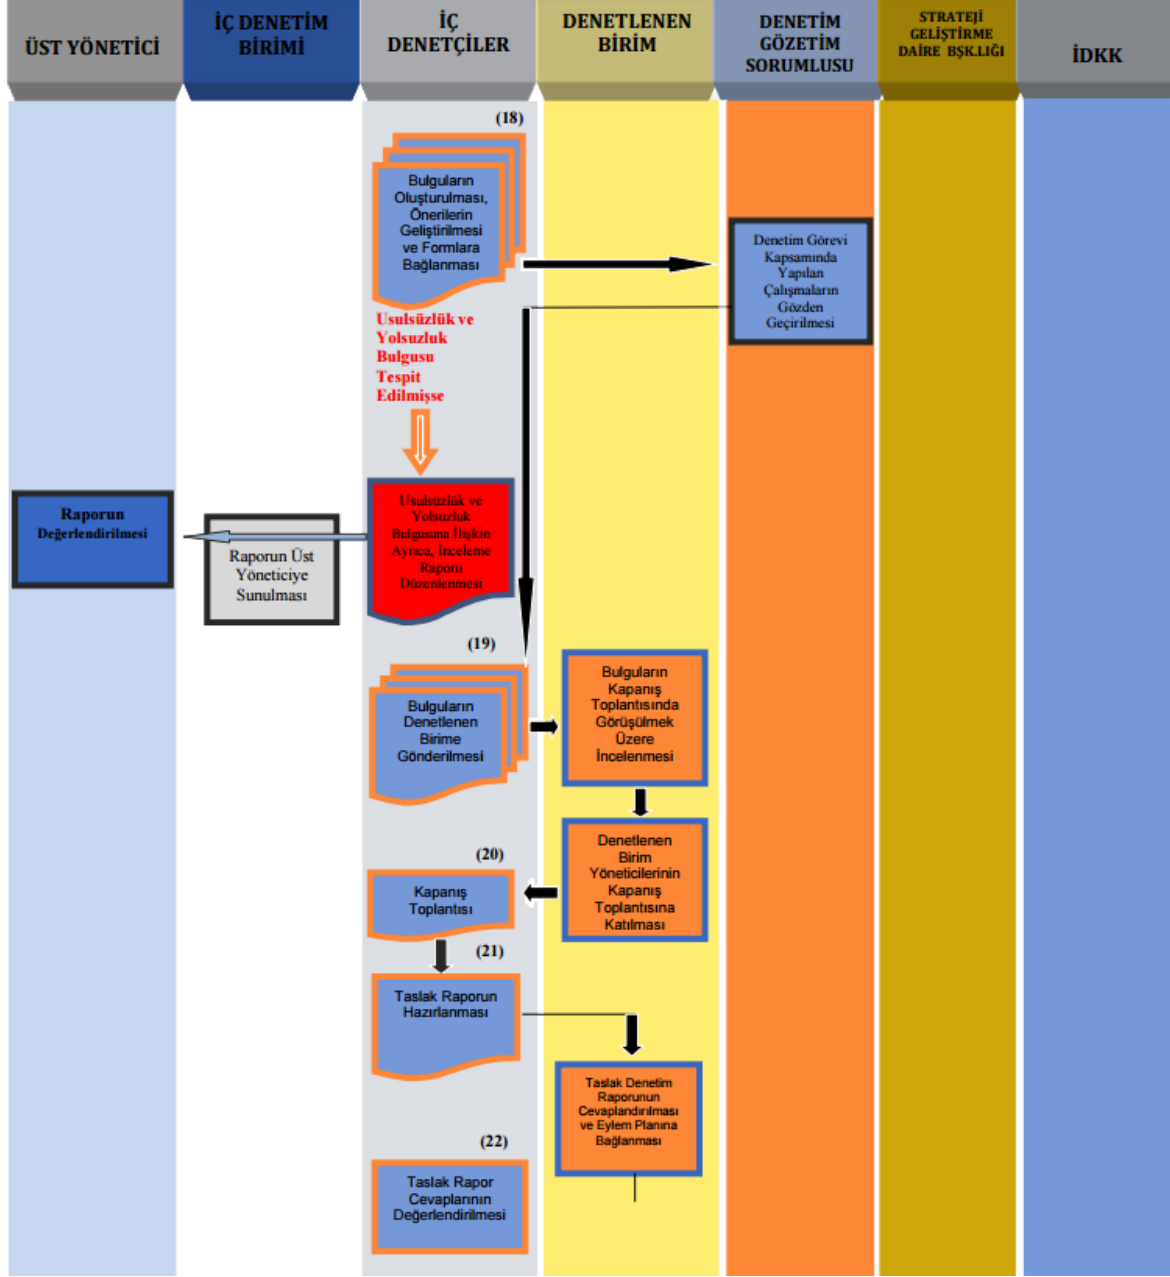 ÜST YÖNETİCİ
İÇ DENETİM
BİRİMİ
İÇ
DENETÇİLER
DENETLENEN
BİRİM
DENETİM
GÖZETİM
SORUMLUSU
STRATEJİ
GELİŞTİRME
DAİRE BŞK.LIĞI
İDKK
(18)
Bulguların
Oluşturulması,
Önerilerin
Geliştirilmesi
ve Formlara
Bağlanması
Denetim Görevi
Kapsamında
Yapılan
Çalışmaların
Gözden
Geçirilmesi
Usulsüzlük ve
Yolsuzluk
Bulgusu
Tespit
Edilmişse
Raporun
Değerlendirilmesi
Raporun Üst
Yöneticiye
Sunulması
Usulsüzlük ve
Yolsuzluk
Bulgusuna İlişkin
Ayrıca, İnceleme
Raporu
Düzenlenmesi
(19)
Bulguların
Denetlenen
Birime
Gönderilmesi
Bulguların
Kapanış
Toplantısında
Görüşülmek
Üzere
İncelenmesi
Denetlenen
Birim
Yöneticilerinin
Kapanış
Toplantısına
Katılması
(20)
Kapanış
Toplantısı
(21)
Taslak Raporun
Hazırlanması
Taslak Denetim
Raporunun
Cevaplandırılması
ve Eylem Planına
Bağlanması
(22)
Taslak Rapor
Cevaplarının
Değerlendirilmesi